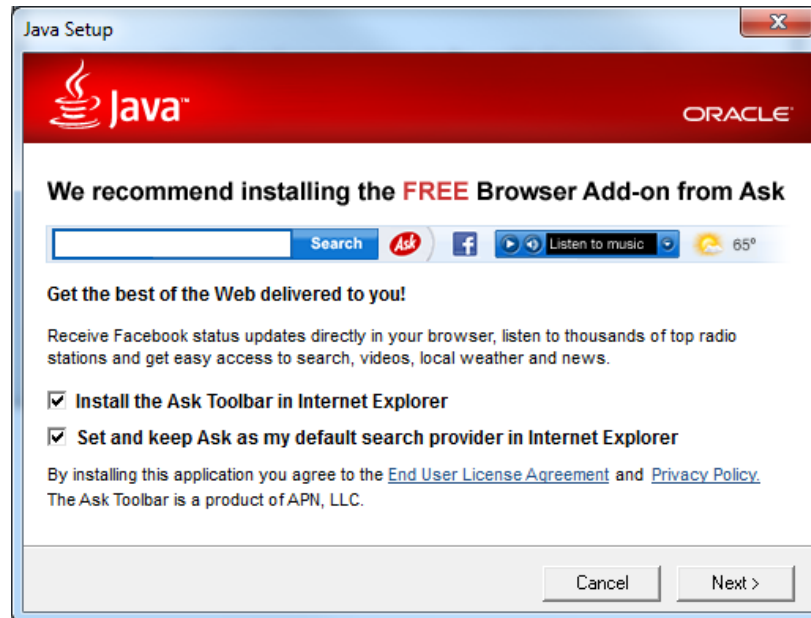 Java Setup
Java™
ORACLE
We recommend installing the FREE Browser Add-on from Ask
Search Ask f Listen to music 65°
Get the best of the Web delivered to you!
Receive Facebook status updates directly in your browser, listen to thousands of top radio
stations and get easy access to search, videos, local weather and news.
Install the Ask Toolbar in Internet Explorer
Set and keep Ask as my default search provider in Internet Explorer
By installing this application you agree to the End User License Agreement and Privacy Policy.
The Ask Toolbar is a product of APN, LLC.
Cancel Next >